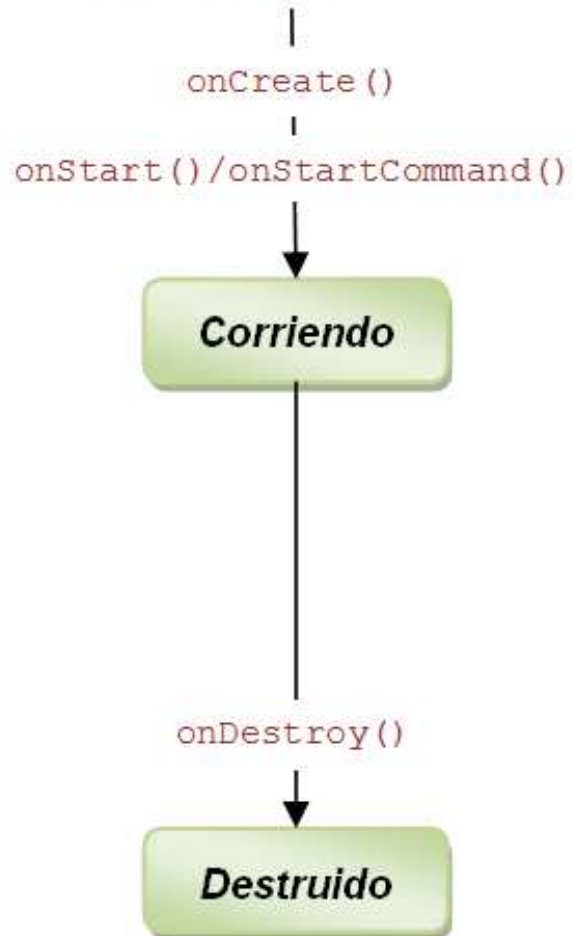 onCreate()
onStart()/onStartCommand()
Corriendo
onDestroy()
Destruido